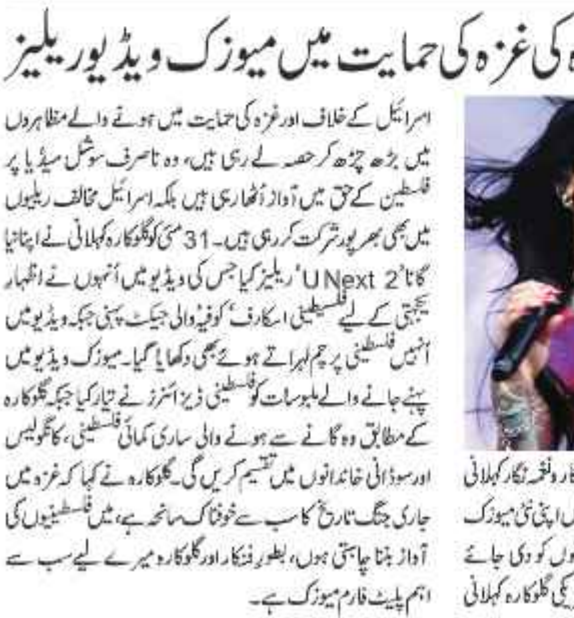 کی غزہ کی حمایت میں میوزک ویڈیو ریلیز
اسرائیل کے خلاف اور غزہ کی حمایت میں ہونے والے مظاہروں
میں بڑھ چڑھ کر حصہ لے رہی ہیں، وہ ناصرف سوشل میڈیا پر
فلسطین کے حق میں آواز اُٹھا رہی ہیں بلکہ اسرائیل مخالف ریلیوں
میں بھی بھرپور شرکت کر رہی ہیں۔ 31 مئی کو گلوکارہ کہلانی نے اپنا نیا
گانا ’U Next 2‘ ریلیز کیا جس کی ویڈیو میں اُنہوں نے اظہارِ
یکجہتی کے لیے فلسطینی اسکارف ’کوفیہ‘ والی جیکٹ پہنی جبکہ ویڈیو میں
اُنہیں فلسطینی پرچم لہراتے ہوئے بھی دکھایا گیا۔ میوزک ویڈیو میں
پہنے جانے والے ملبوسات کو فلسطینی ڈیزائنرز نے تیار کیا جبکہ گلوکارہ
کے مطابق وہ گانے سے ہونے والی ساری کمائی فلسطینی، کانگولیس
اور سوڈانی خاندانوں میں تقسیم کریں گی۔ گلوکارہ نے کہا کہ غزہ میں
جاری جنگ تاریخ کا سب سے خوفناک سانحہ ہے، میں فلسطینیوں کی
آواز بننا چاہتی ہوں، بطور فنکار اور گلوکارہ میرے لیے سب سے
اہم پلیٹ فارم میوزک ہے۔
و نغمہ نگار کہلانی
اپنی نئی میوزک
کو دی جائے
گلوکارہ کہلانی